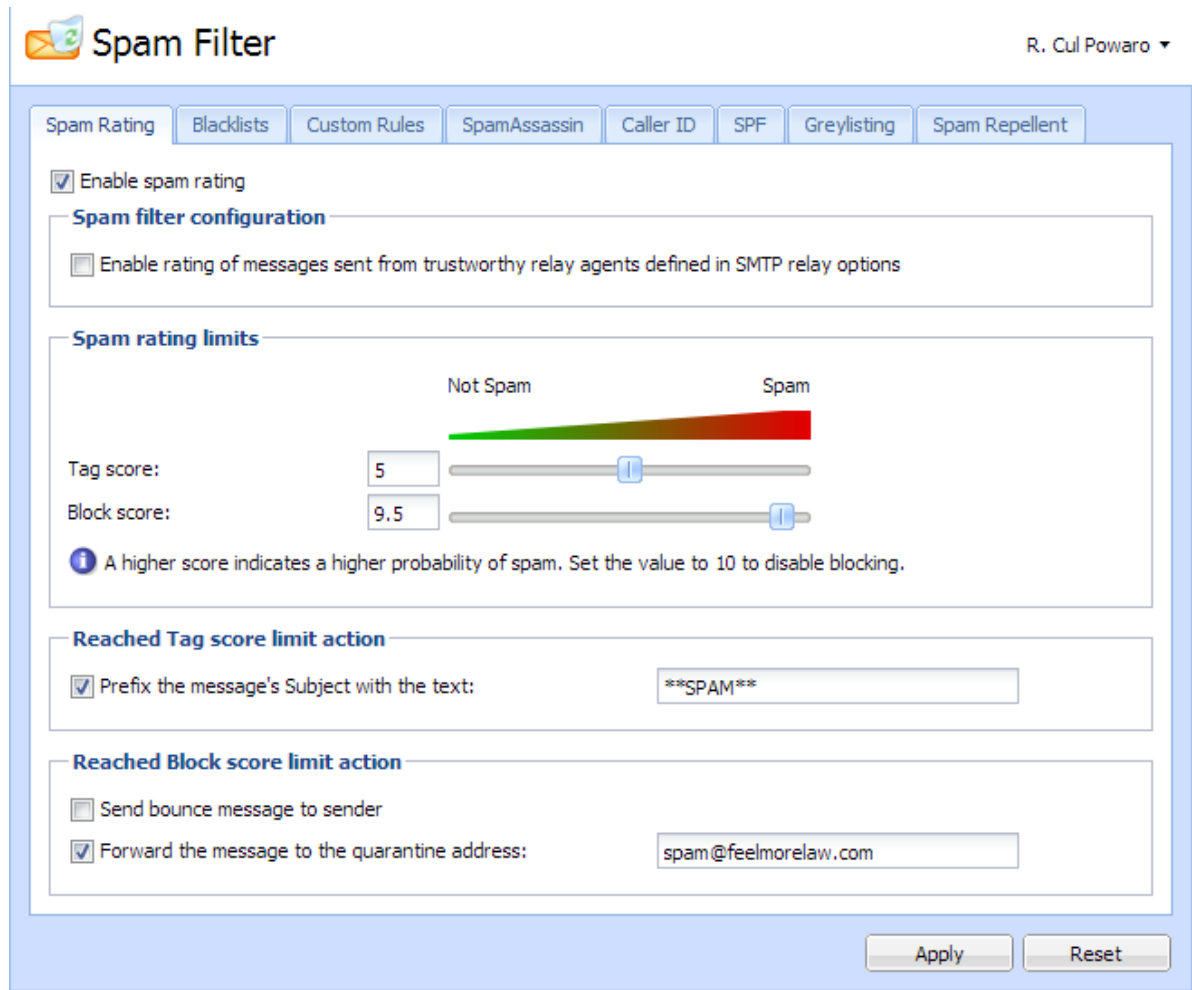 Spam Filter
R. Cul Powaro
Spam Rating
Blacklists
Custom Rules
SpamAssassin
Caller ID
SPF
Greylisting
Spam Repellent
Enable spam rating
Spam filter configuration
Enable rating of messages sent from trustworthy relay agents defined in SMTP relay options
Spam rating limits
Not Spam
Spam
Tag score:
5
Block score:
9.5
A higher score indicates a higher probability of spam. Set the value to 10 to disable blocking.
Reached Tag score limit action
Prefix the message's Subject with the text:
**SPAM**
Reached Block score limit action
Send bounce message to sender
Forward the message to the quarantine address:
spam@feelmorelaw.com
Apply
Reset